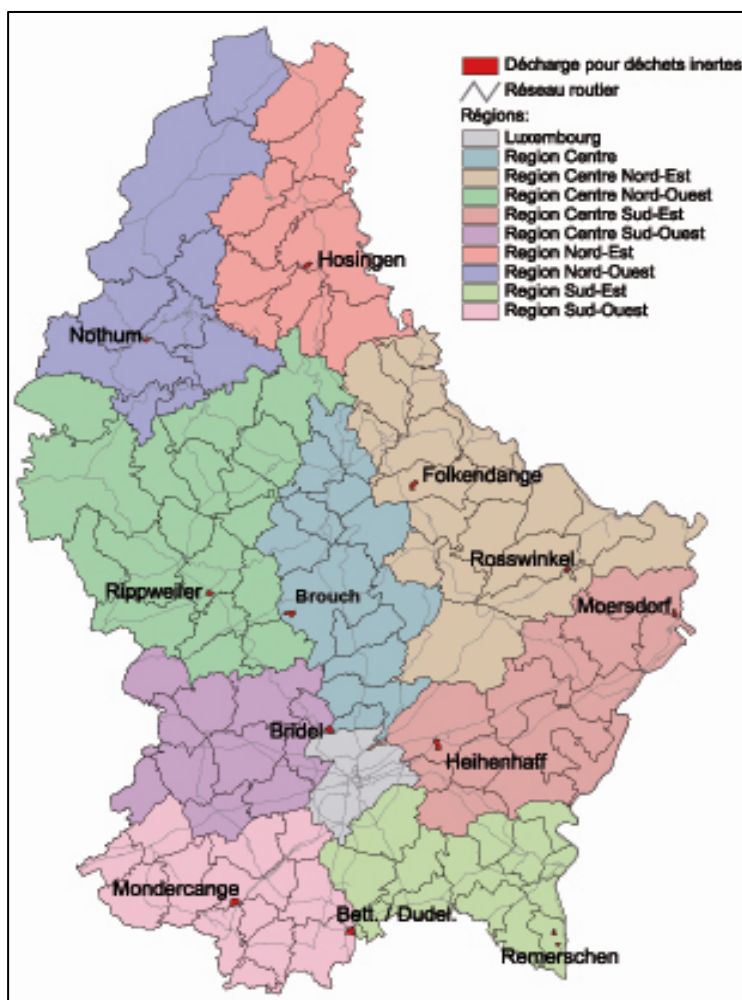 Décharge pour déchets inertes
Réseau routier
Régions:
Luxembourg
Region Centre
Region Centre Nord-Est
Region Centre Nord-Ouest
Region Centre Sud-Est
Region Centre Sud-Ouest
Region Nord-Est
Region Nord-Ouest
Region Sud-Est
Region Sud-Ouest
Hosingen
Nothum
Folkendange
Rosswinkel
Rippweiler
Brouch
Moersdorf
Bridel
Heihenhaff
Mondercange
Bett. / Dudel.
Remerschen